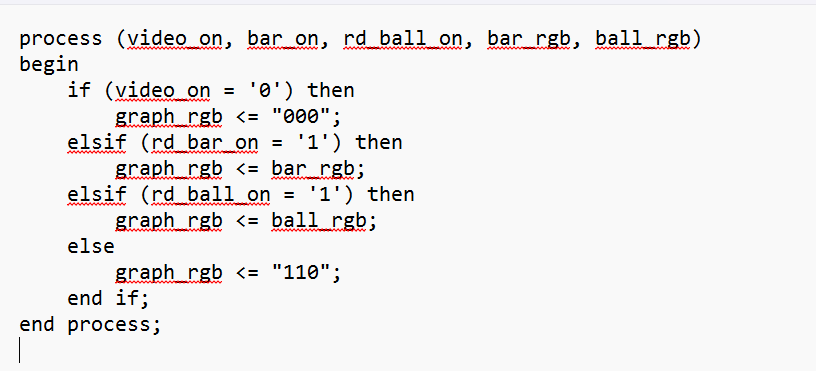 process (video_on, bar_on, rd_ball_on, bar_rgb, ball_rgb)
begin
    if (video_on = '0') then
        graph_rgb <= "000";
    elsif (rd_bar_on = '1') then
        graph_rgb <= bar_rgb;
    elsif (rd_ball_on = '1') then
        graph_rgb <= ball_rgb;
    else
        graph_rgb <= "110";
    end if;
end process;